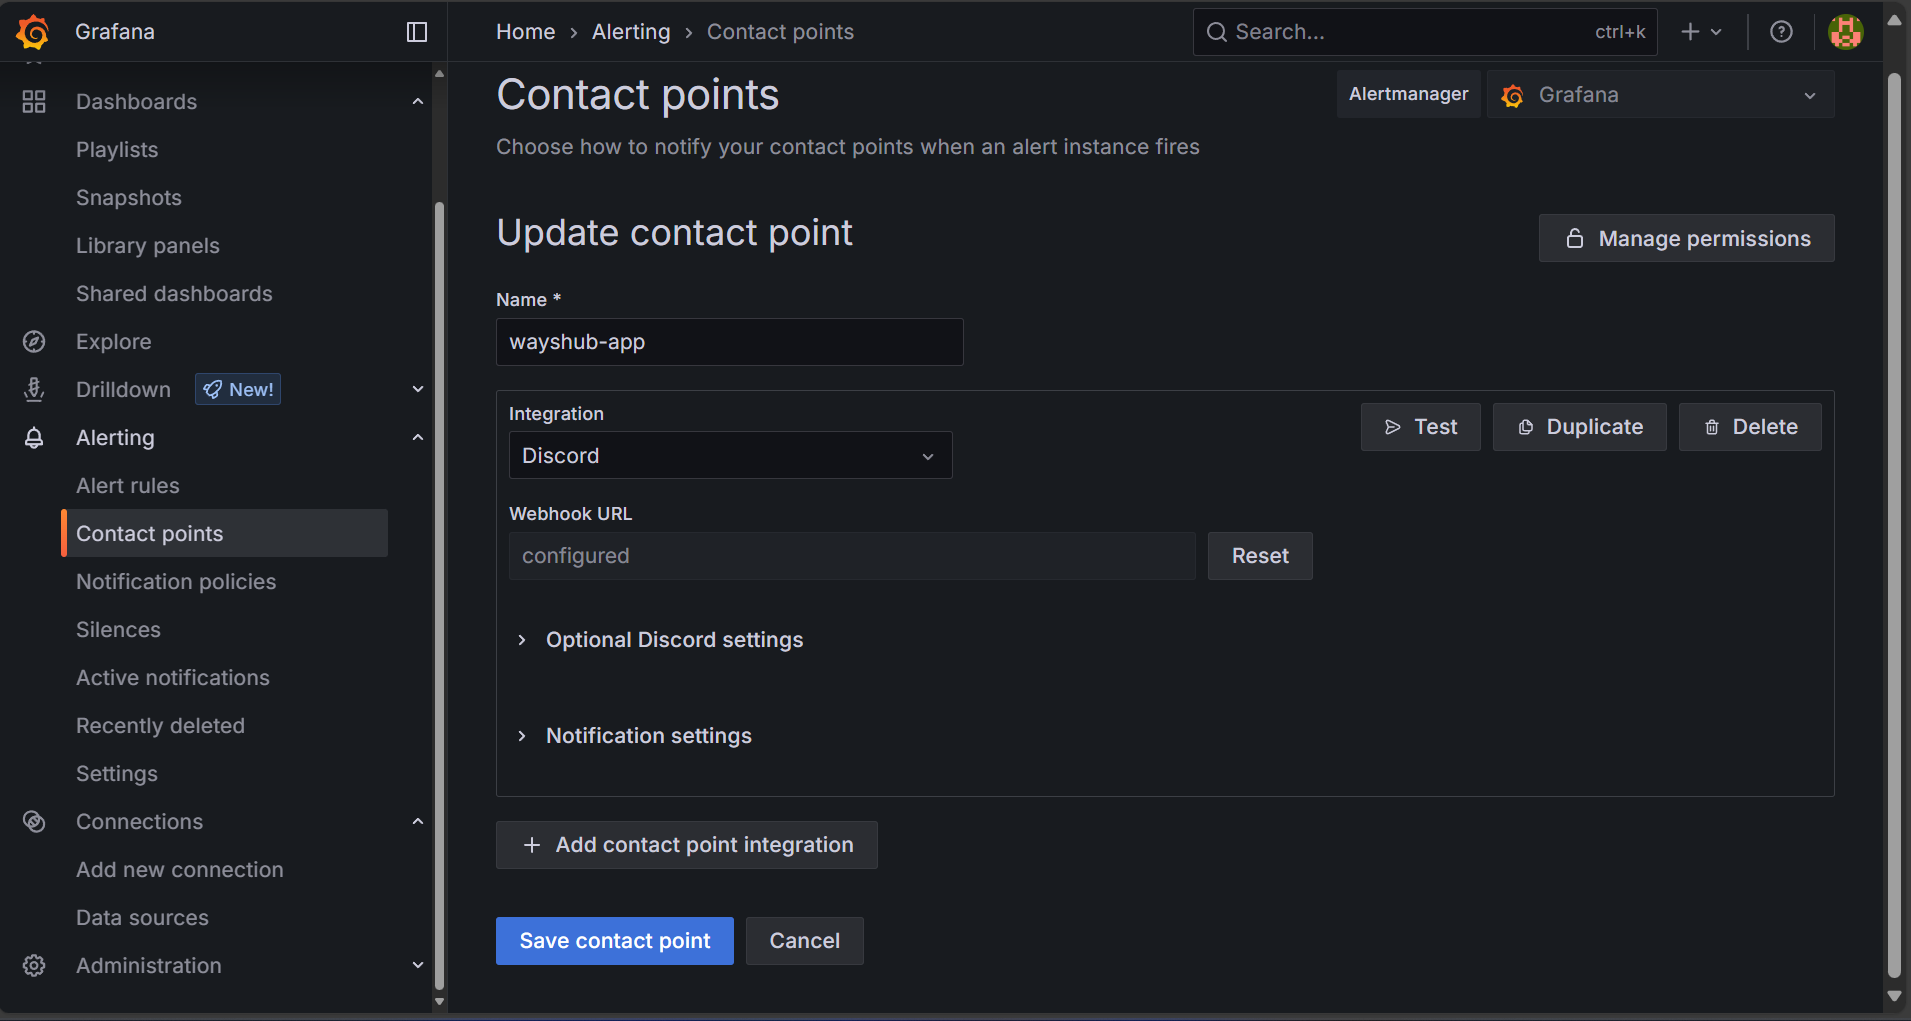 Grafana
Home › Alerting › Contact points
Search...
ctrl+k
Dashboards
Playlists
Snapshots
Library panels
Shared dashboards
Explore
Drilldown
New!
Alerting
Alert rules
Contact points
Notification policies
Silences
Active notifications
Recently deleted
Settings
Connections
Add new connection
Data sources
Administration
Contact points
Alertmanager
Grafana
Choose how to notify your contact points when an alert instance fires
Update contact point
Manage permissions
Name *
wayshub-app
Integration
Test
Duplicate
Delete
Discord
Webhook URL
configured
Reset
Optional Discord settings
Notification settings
Add contact point integration
Save contact point
Cancel